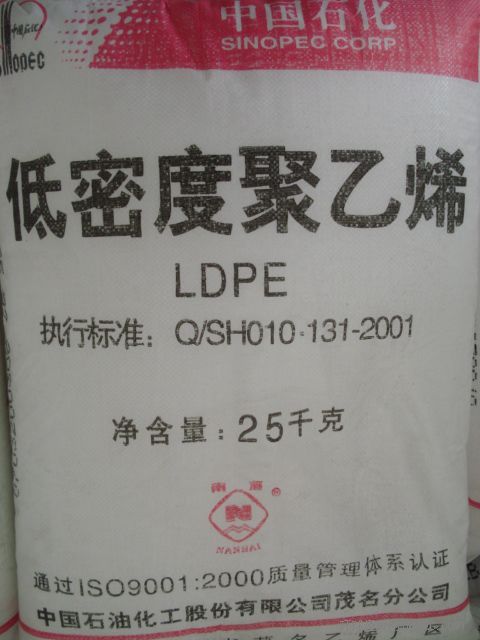 中国石化
SINOPEC CORP.
低密度聚乙烯
LDPE
执行标准：Q/SH010·131-2001
净含量：25千克
南海®
NANHAI
通过ISO9001:2000质量管理体系认证
中国石油化工股份有限公司茂名分公司